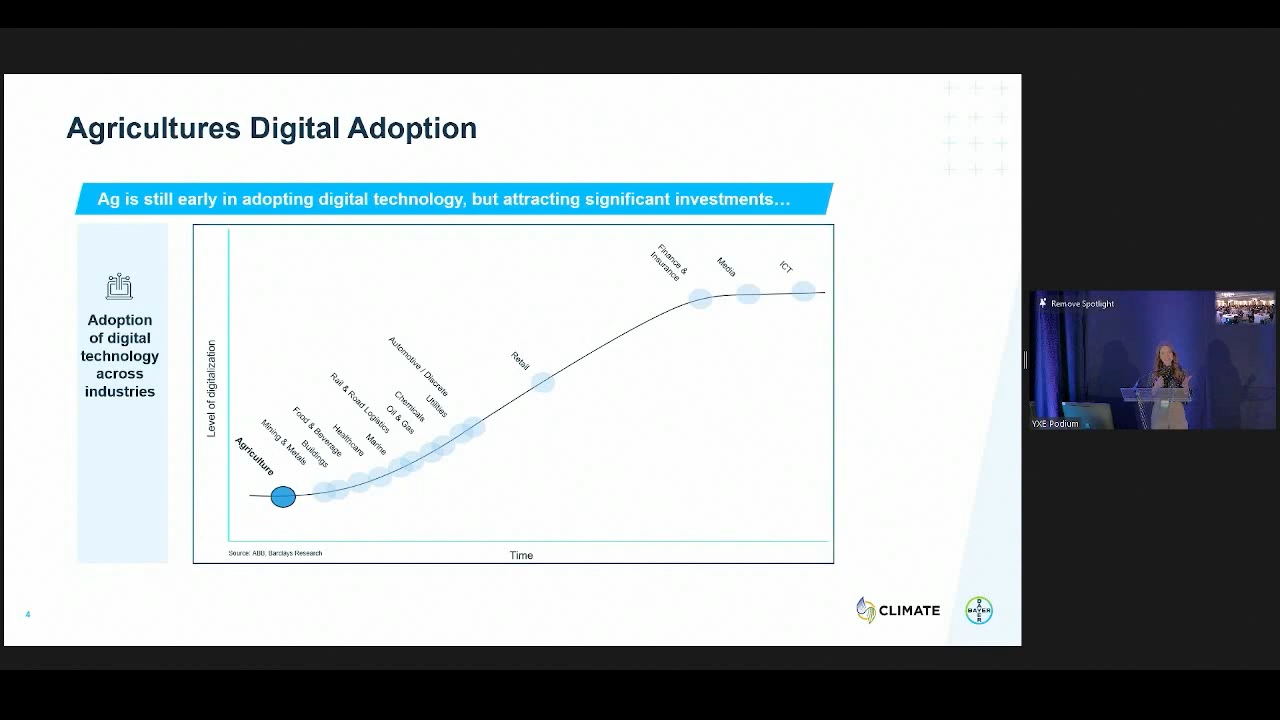 Agricultures Digital Adoption
Ag is still early in adopting digital technology, but attracting significant investments…
Adoption
of digital
technology
across
industries
Level of digitalization
Agriculture
Mining & Metals
Buildings
Food & Beverage
Healthcare
Marine
Rail & Road Logistics
Oil & Gas
Chemicals
Utilities
Automotive / Discrete
Retail
Finance &
Insurance
Media
ICT
Source: ABB, Barclays Research
Time
4
CLIMATE
BAYER
BAYER
Remove Spotlight
YXE Podium